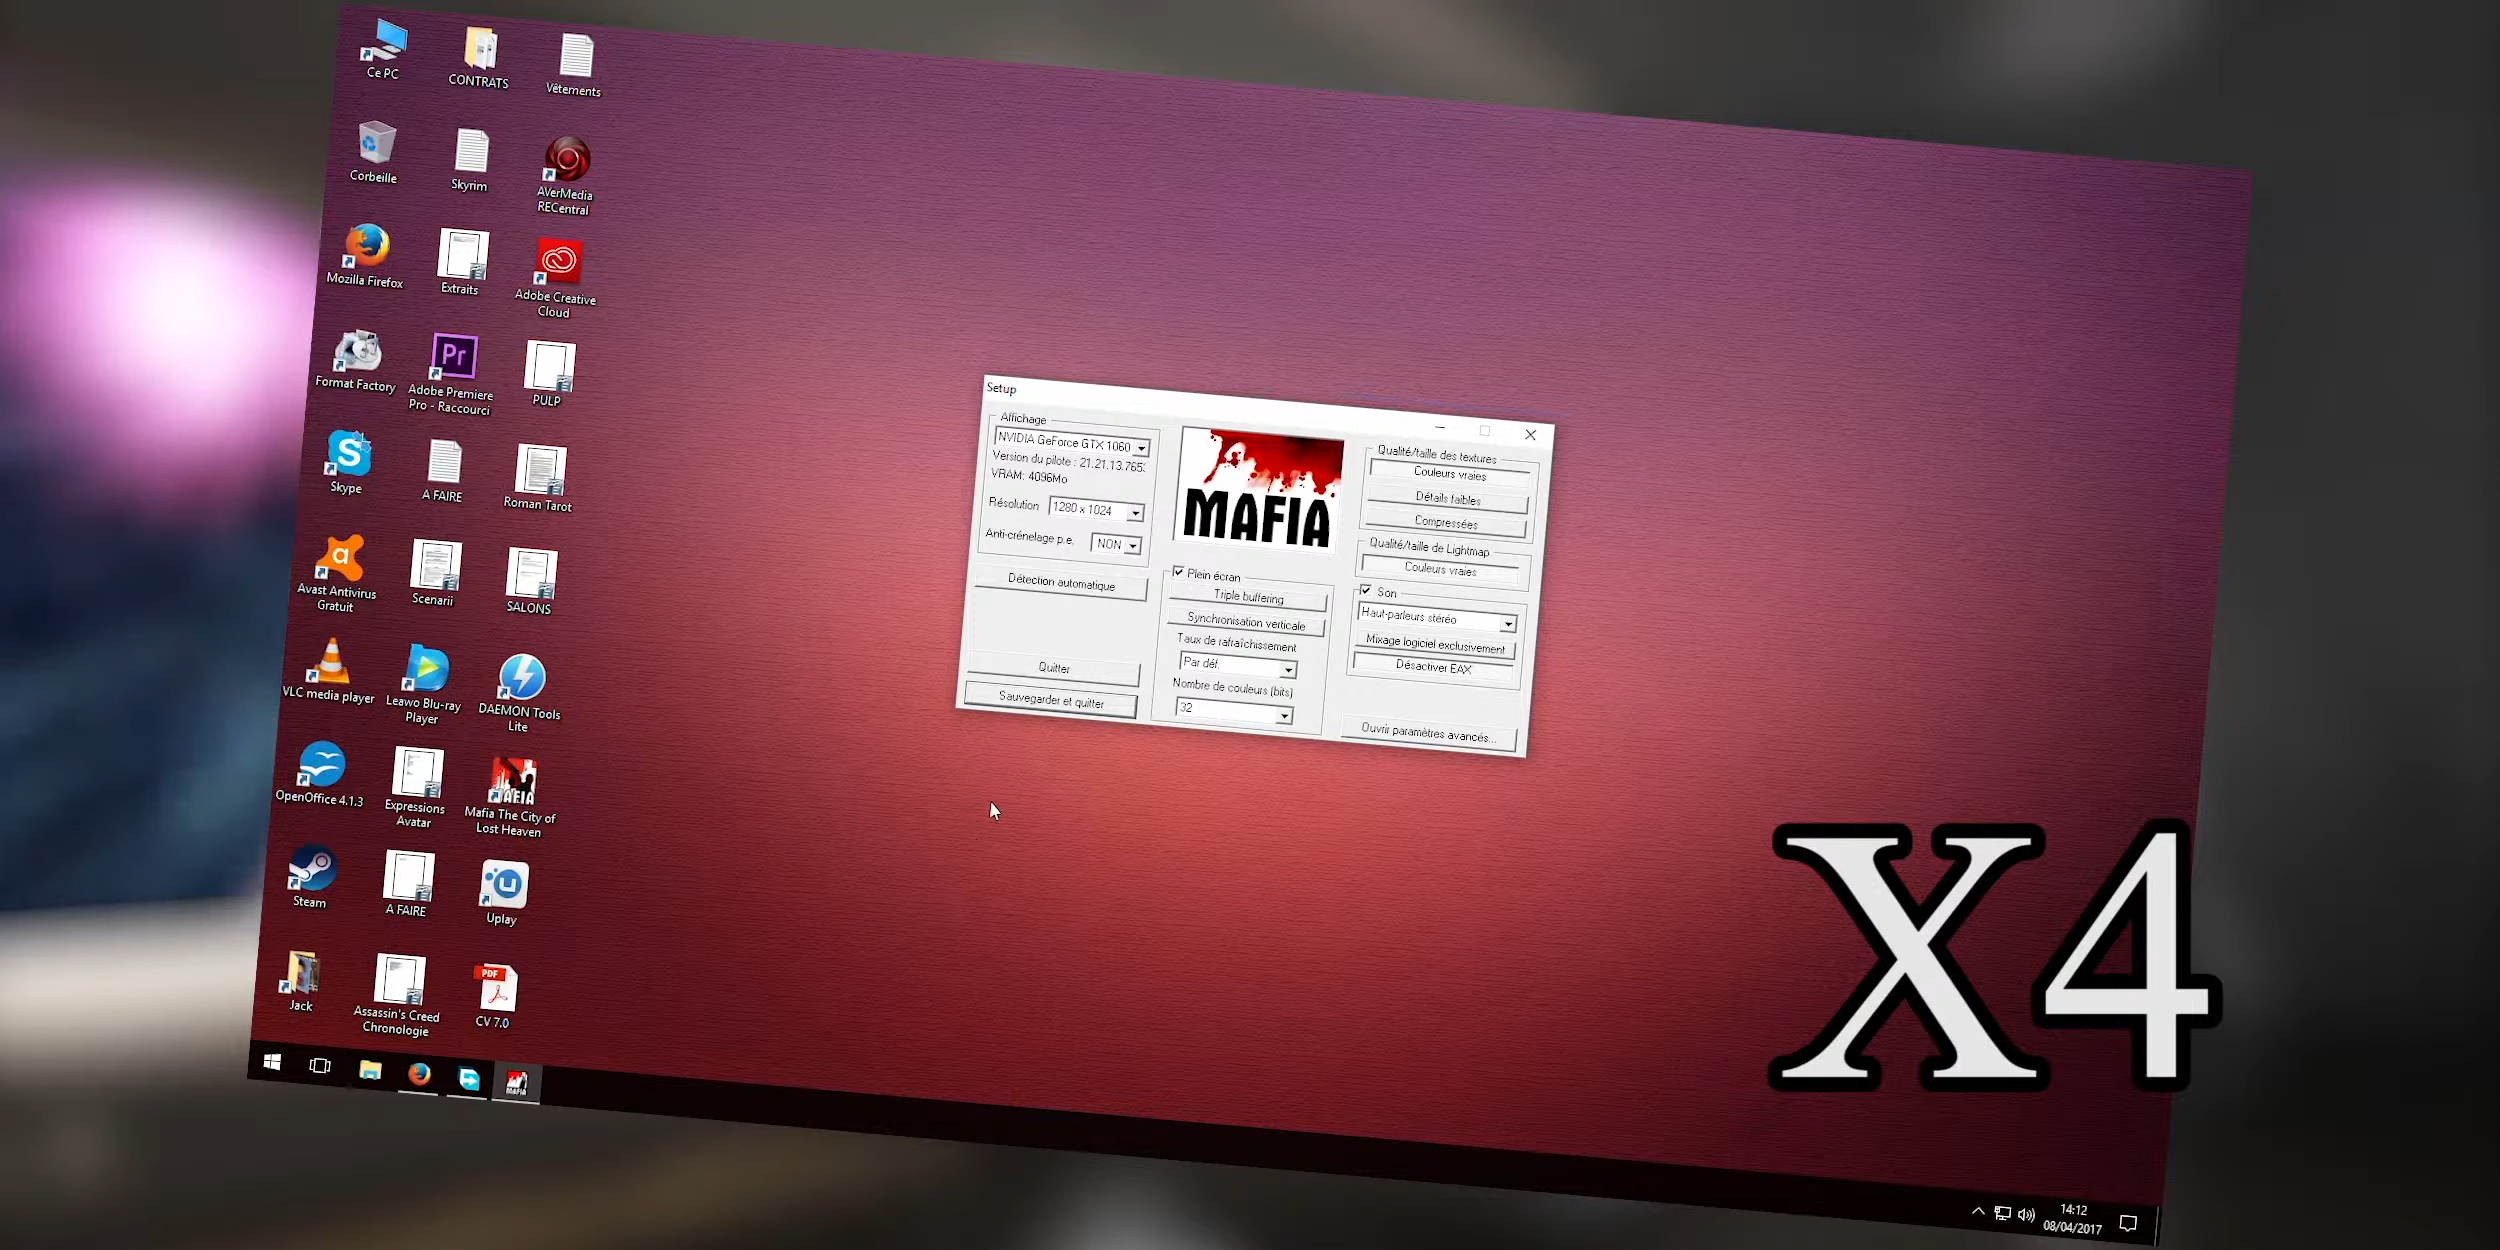 Ce PC
CONTRATS
Vêtements
Corbeille
Skyrim
AVerMedia
RECentral
Mozilla Firefox
Extraits
Adobe Creative
Cloud
Format Factory
Pr
Adobe Premiere
Pro - Raccourci
PULP
S
Skype
A FAIRE
Roman Tarot
a
Avast Antivirus
Gratuit
Scenarii
SALONS
VLC media player
Leawo Blu-ray
Player
DAEMON Tools
Lite
OpenOffice 4.1.3
Expressions
Avatar
MAFIA
Mafia The City of
Lost Heaven
Steam
A FAIRE
Uplay
Jack
Assassin's Creed
Chronologie
PDF
CV 7.0
Setup
Affichage
NVIDIA GeForce GTX 1060
Version du pilote : 21.21.13.765
VRAM: 4096Mo
Résolution
1280 x 1024
Anti-crénelage p.e.
NON
Détection automatique
Quitter
Sauvegarder et quitter
MAFIA
Plein écran
Triple buffering
Synchronisation verticale
Taux de rafraîchissement
Par déf.
Nombre de couleurs (bits)
32
Qualité/taille des textures
Couleurs vraies
Détails faibles
Compressées
Qualité/taille de Lightmap
Couleurs vraies
Son
Haut-parleurs stéréo
Mixage logiciel exclusivement
Désactiver EAX
Ouvrir paramètres avancés...
X4
MAFIA
14:12
08/04/2017